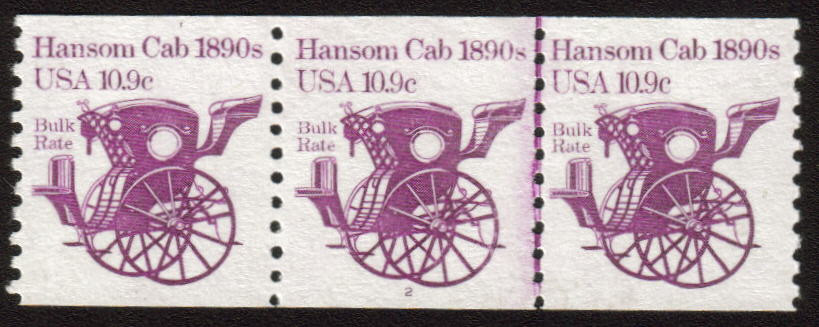 Hansom Cab 1890s
USA 10.9c
Bulk
Rate
Hansom Cab 1890s
USA 10.9c
Bulk
Rate
2
Hansom Cab 1890s
USA 10.9c
Bulk
Rate